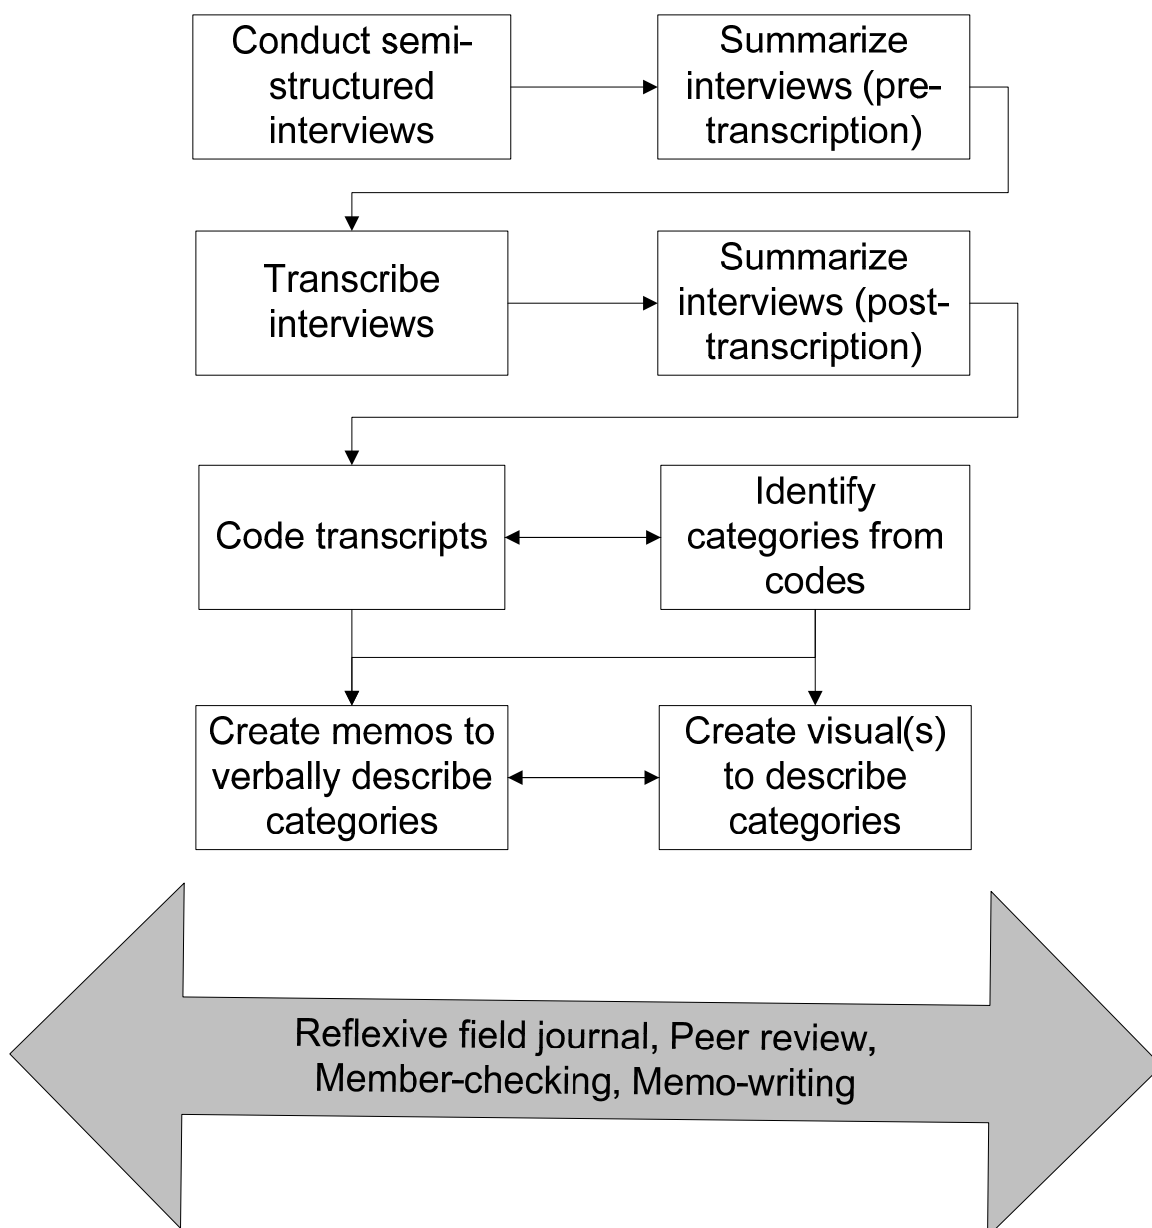 Conduct semi-
structured
interviews
Summarize
interviews (pre-
transcription)
Transcribe
interviews
Summarize
interviews (post-
transcription)
Code transcripts
Identify
categories from
codes
Create memos to
verbally describe
categories
Create visual(s)
to describe
categories
Reflexive field journal, Peer review,
Member-checking, Memo-writing